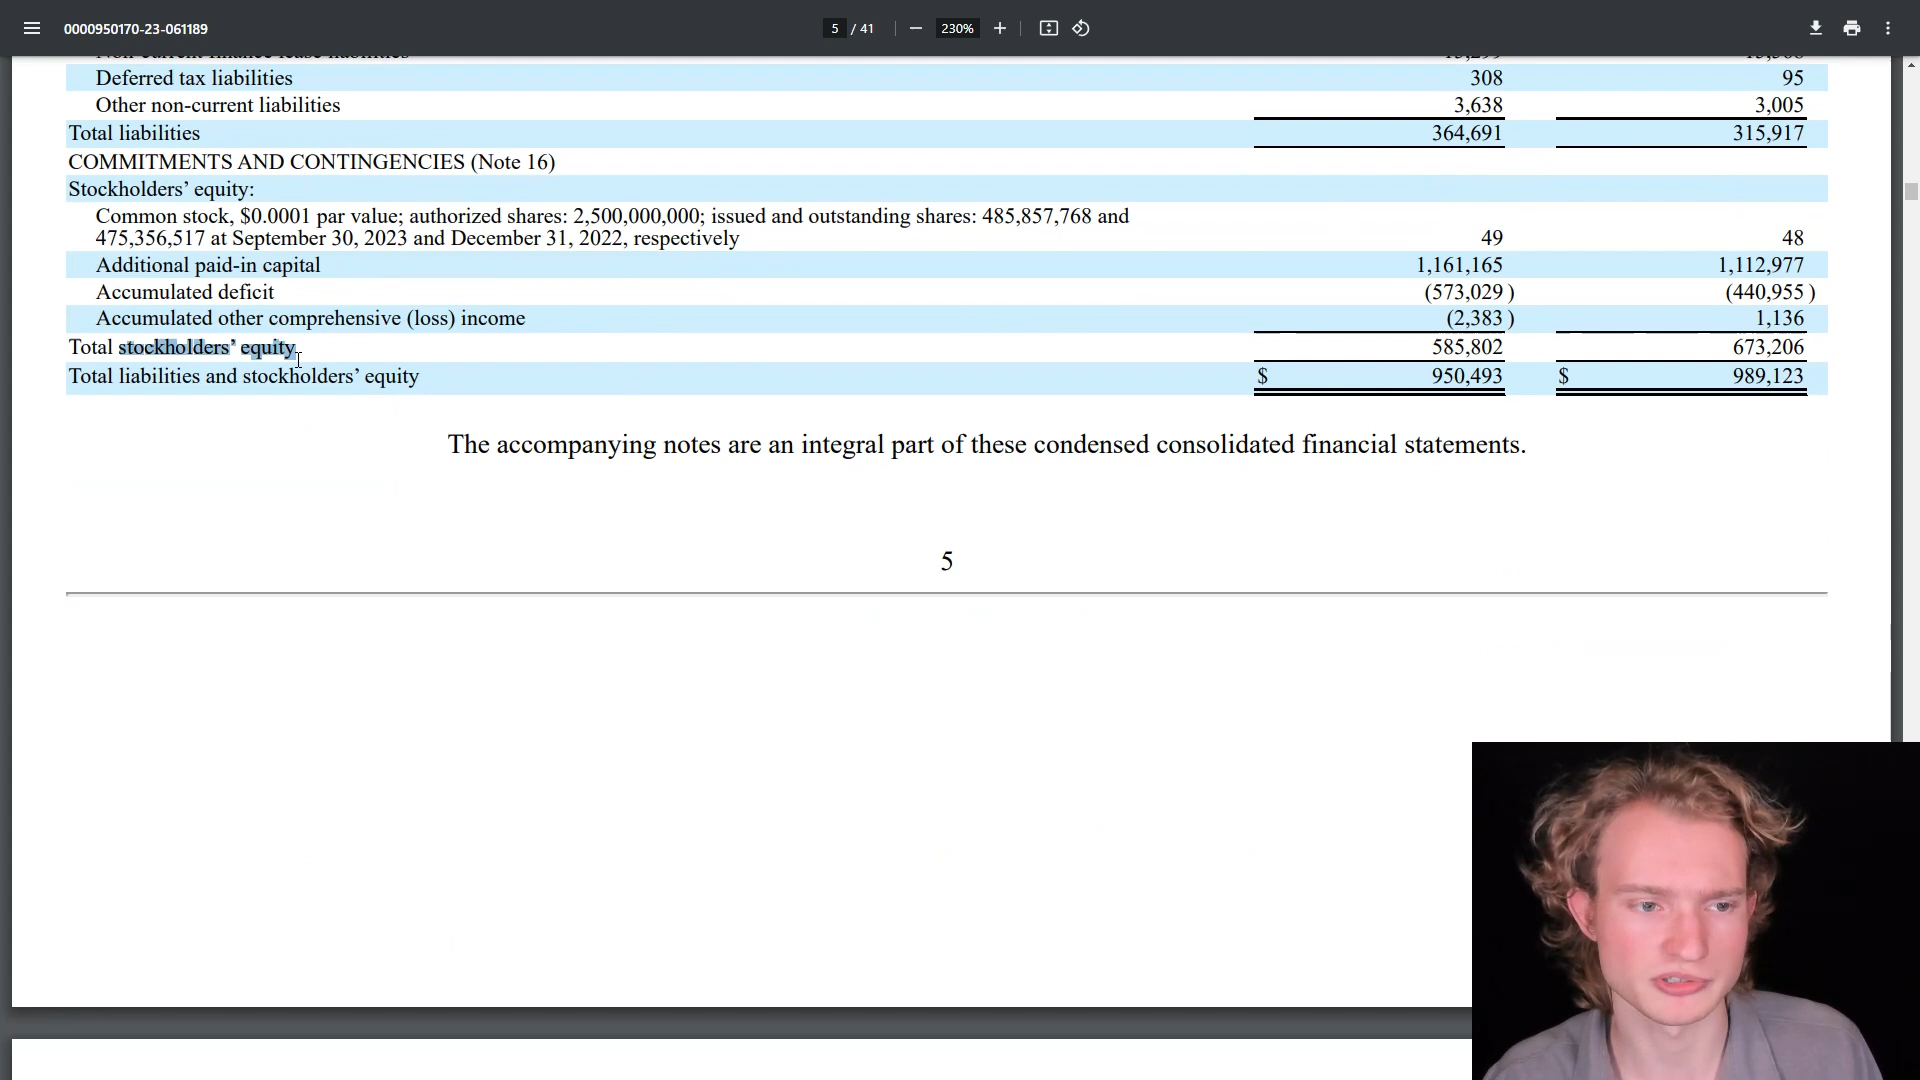 0000950170-23-061189 5 / 41 230%
Deferred tax liabilities 308 95
Other non-current liabilities 3,638 3,005
Total liabilities 364,691 315,917
COMMITMENTS AND CONTINGENCIES (Note 16)
Stockholders’ equity:
Common stock, $0.0001 par value; authorized shares: 2,500,000,000; issued and outstanding shares: 485,857,768 and
475,356,517 at September 30, 2023 and December 31, 2022, respectively 49 48
Additional paid-in capital 1,161,165 1,112,977
Accumulated deficit (573,029 ) (440,955 )
Accumulated other comprehensive (loss) income (2,383 ) 1,136
Total stockholders’ equity 585,802 673,206
Total liabilities and stockholders’ equity $ 950,493 $ 989,123
The accompanying notes are an integral part of these condensed consolidated financial statements.
5